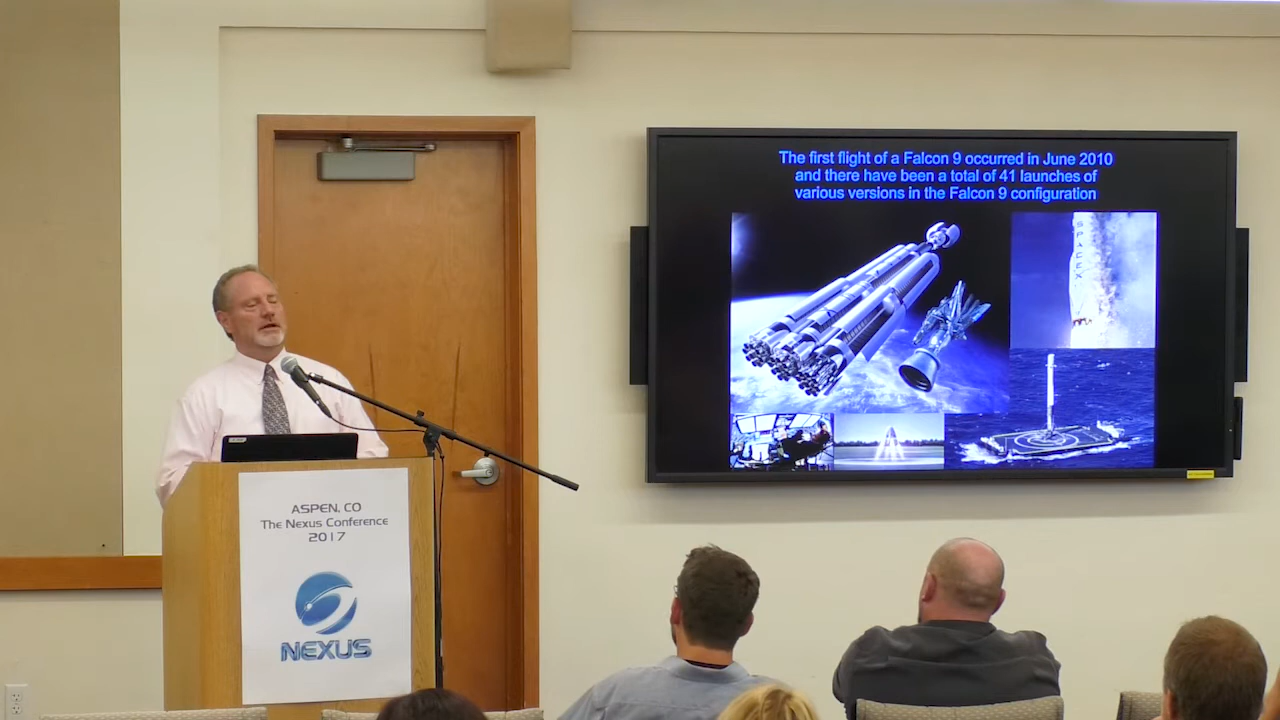 The first flight of a Falcon 9 occurred in June 2010
and there have been a total of 41 launches of
various versions in the Falcon 9 configuration
SPACEX
ASPEN, CO
The Nexus Conference
2017
NEXUS